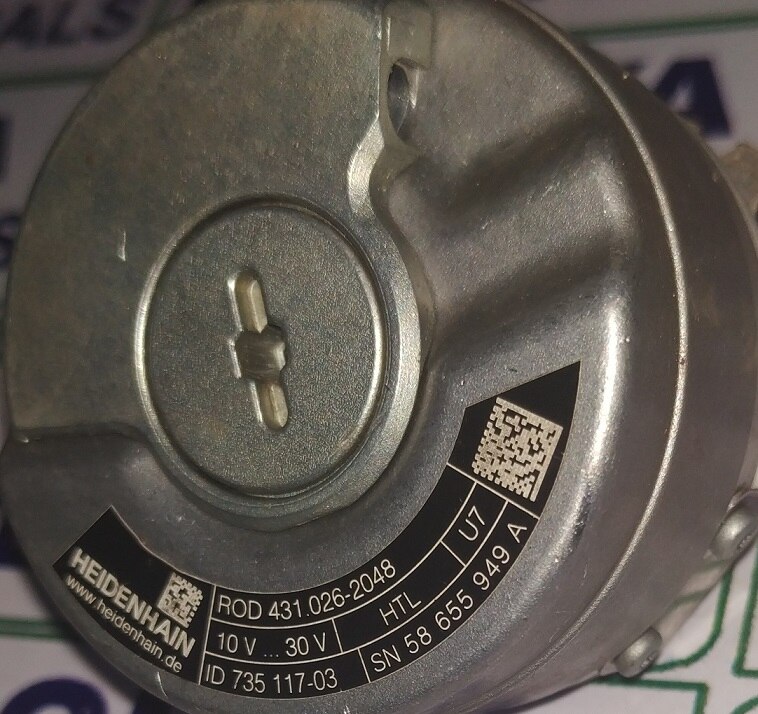 HEIDENHAIN
www.heidenhain.de
ROD 431.026-2048
U7
10 V ... 30 V
HTL
ID 735 117-03
SN 58 655 949 A